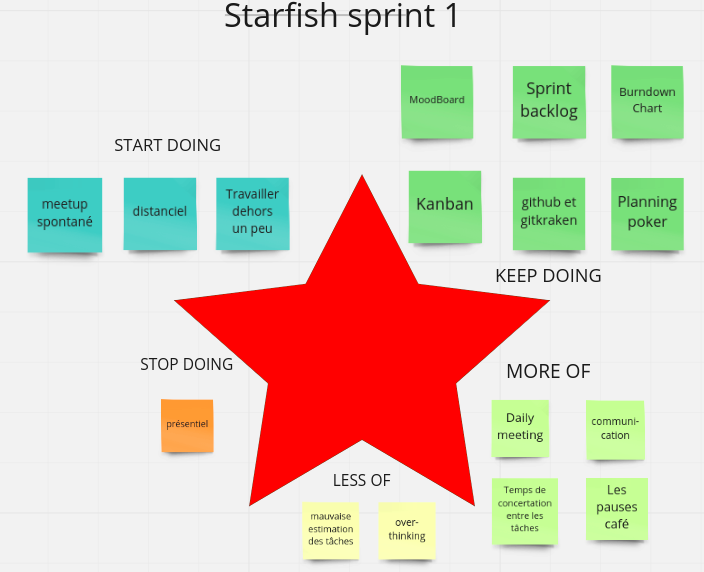 Starfish sprint 1
MoodBoard
Sprint
backlog
Burndown
Chart
START DOING
meetup
spontané
distanciel
Travailler
dehors
un peu
Kanban
github et
gitkraken
Planning
poker
KEEP DOING
STOP DOING
présentiel
MORE OF
Daily
meeting
communi-
cation
Temps de
concertation
entre les
tâches
Les
pauses
café
LESS OF
mauvaise
estimation
des tâches
over-
thinking